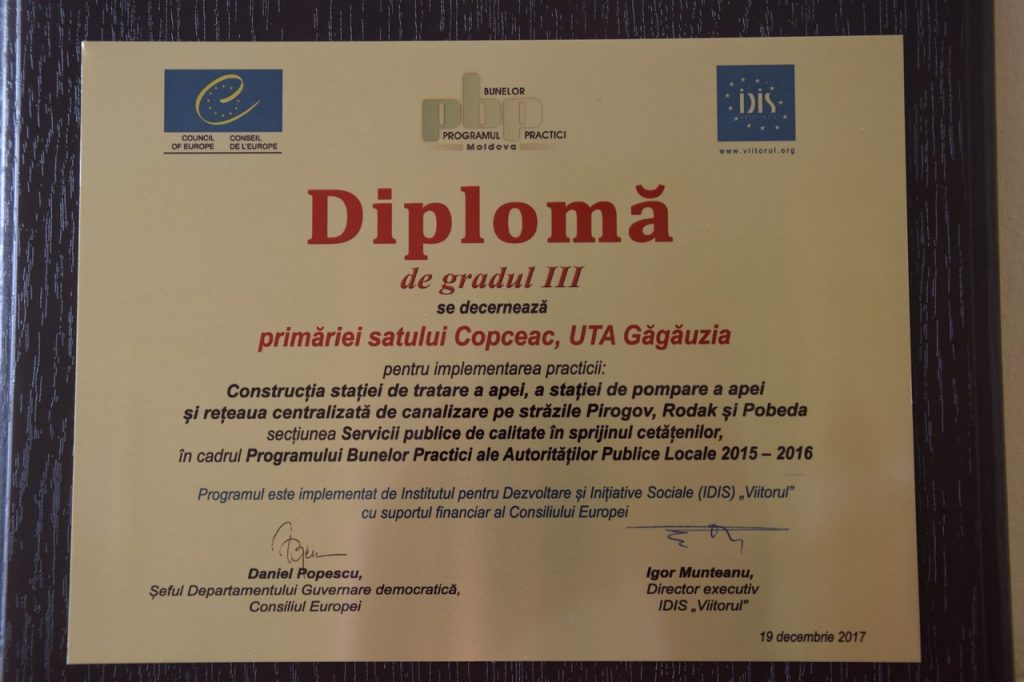 COUNCIL OF EUROPE
CONSEIL DE L'EUROPE
pbp
BUNELOR
PROGRAMUL PRACTICI
Moldova
iDiS
www.viitorul.org
Diplomă
de gradul III
se decernează
primăriei satului Copceac, UTA Găgăuzia
pentru implementarea practicii:
Construcția stației de tratare a apei, a stației de pompare a apei
și rețeaua centralizată de canalizare pe străzile Pirogov, Rodak și Pobeda
secțiunea Servicii publice de calitate în sprijinul cetățenilor,
în cadrul Programului Bunelor Practici ale Autorităților Publice Locale 2015 – 2016
Programul este implementat de Institutul pentru Dezvoltare și Inițiative Sociale (IDIS) „Viitorul”
cu suportul financiar al Consiliului Europei
Daniel Popescu,
Șeful Departamentului Guvernare democratică,
Consiliul Europei
Igor Munteanu,
Director executiv
IDIS „Viitorul”
19 decembrie 2017